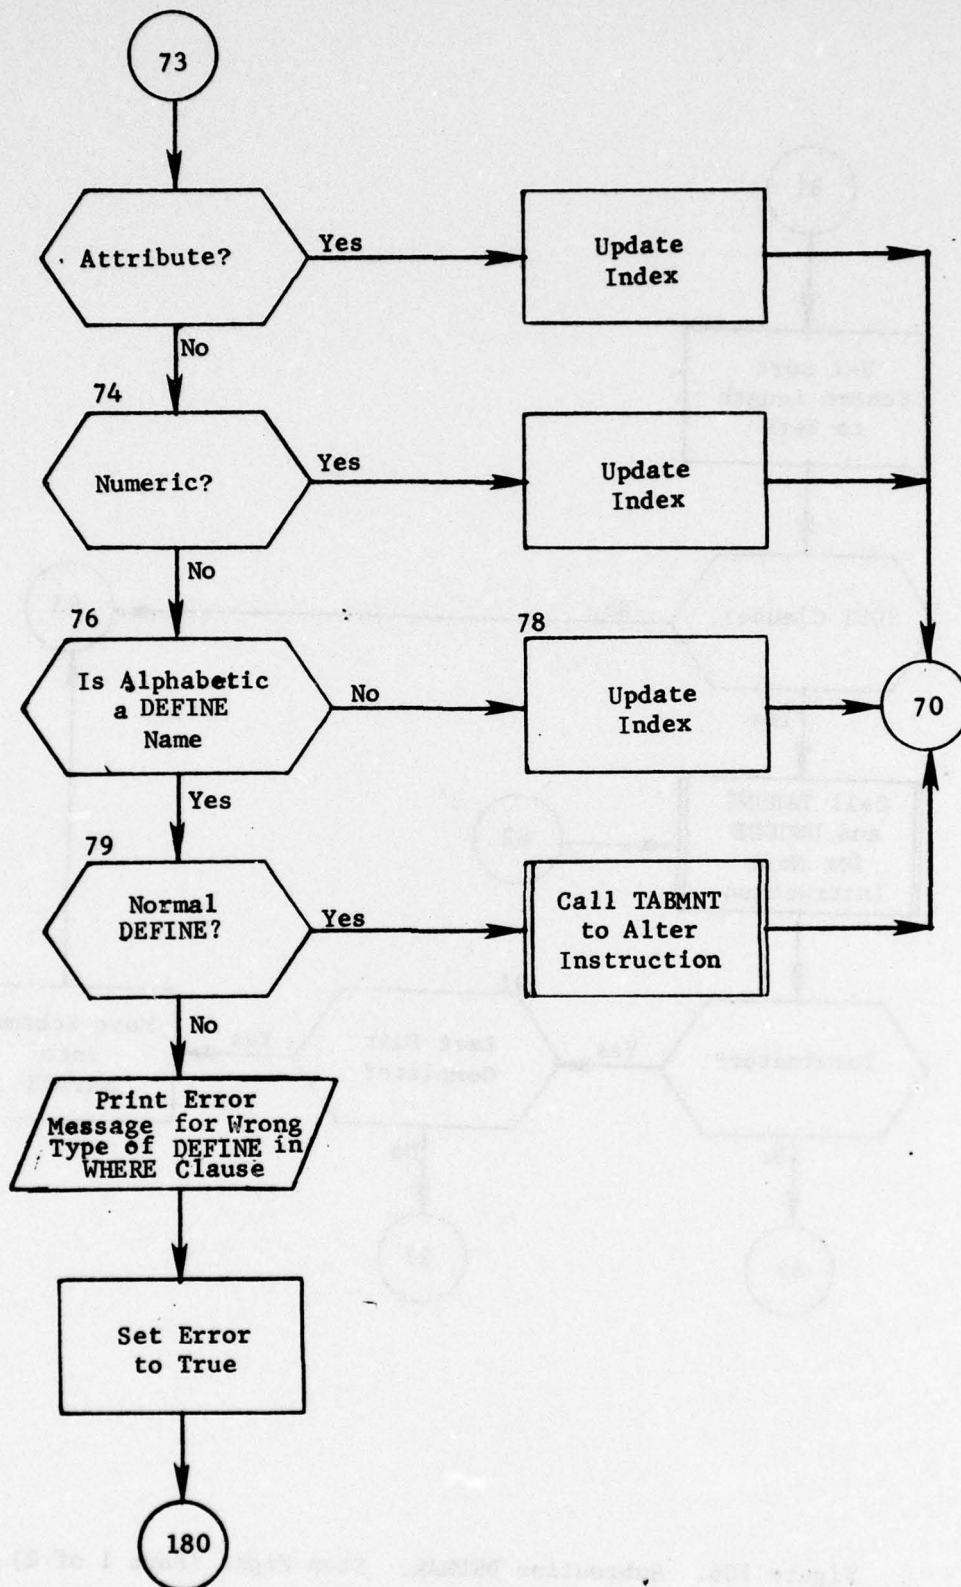 73
Attribute?
Yes
Update
Index
No
74
Numeric?
Yes
Update
Index
No
76
Is Alphabetic
a DEFINE
Name
No
78
Update
Index
70
Yes
79
Normal
DEFINE?
Yes
Call TABMNT
to Alter
Instruction
No
Print Error
Message for Wrong
Type of DEFINE in
WHERE Clause
Set Error
to True
180